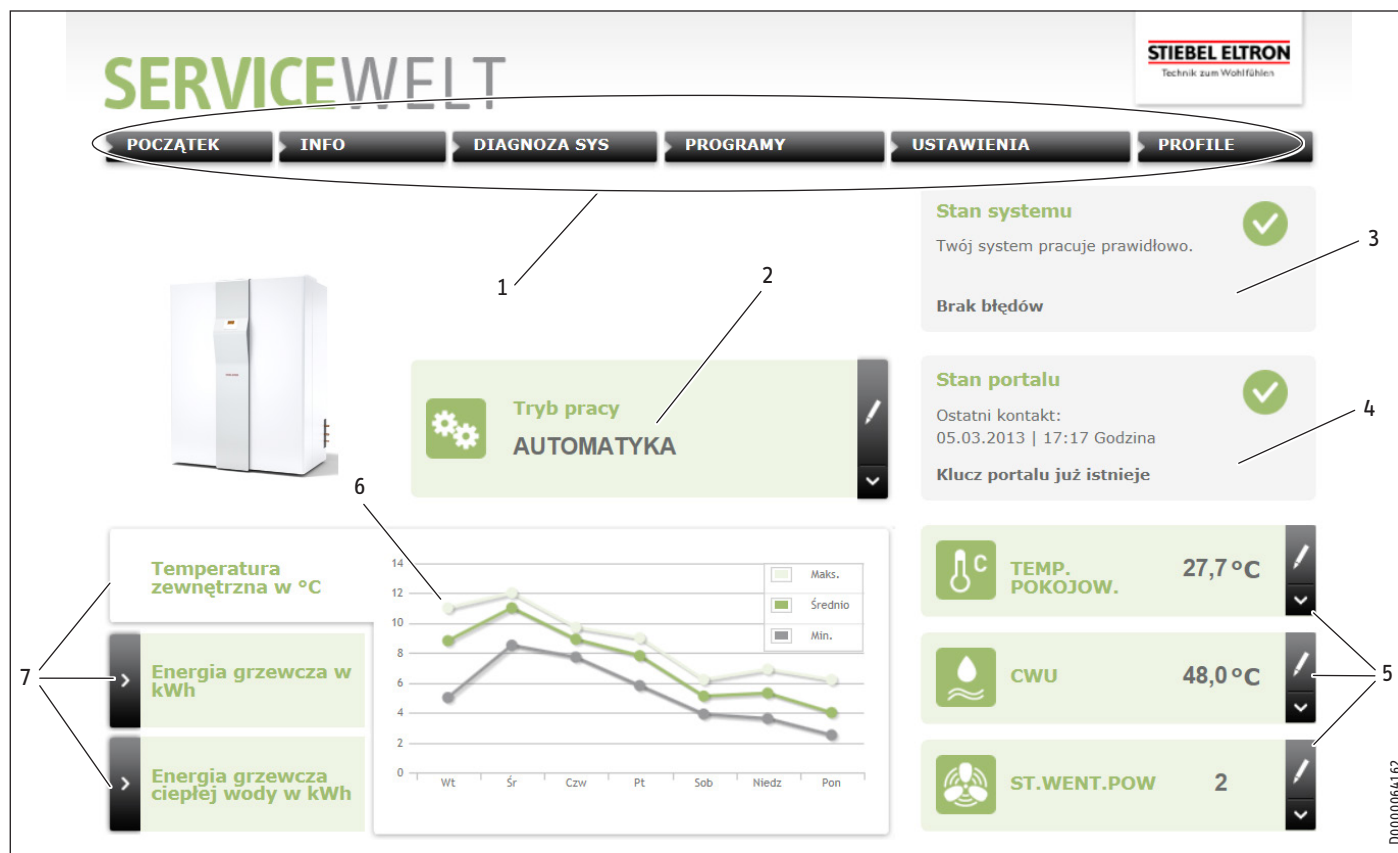 SERVICEWELT
STIEBEL ELTRON
Technik zum Wohlfühlen
POCZĄTEK
INFO
DIAGNOZA SYS
PROGRAMY
USTAWIENIA
PROFILE
1
2
Stan systemu
Twój system pracuje prawidłowo.
Brak błędów
3
Tryb pracy
AUTOMATYKA
Stan portalu
Ostatni kontakt:
05.03.2013 | 17:17 Godzina
Klucz portalu już istnieje
4
6
7
Temperatura
zewnętrzna w °C
Energia grzewcza w
kWh
Energia grzewcza
ciepłej wody w kWh
14
12
10
8
6
4
2
0
Wt
Śr
Czw
Pt
Sob
Niedz
Pon
Maks.
Średnio
Min.
C
TEMP.
POKOJOW.
27,7 °C
CWU
48,0 °C
ST.WENT.POW
2
5
D0000064162